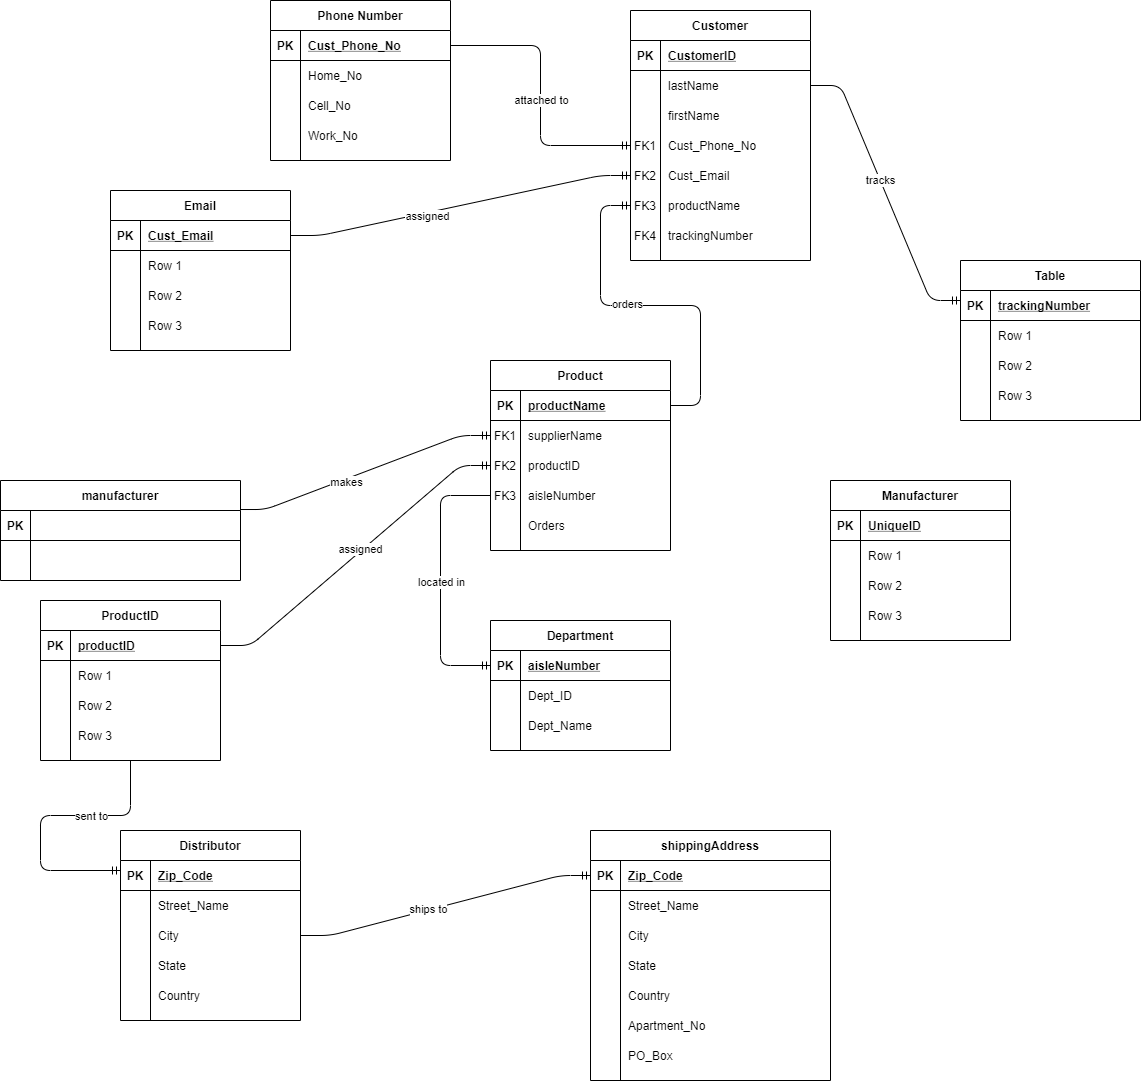 Phone Number
PK Cust_Phone_No
Home_No
Cell_No
Work_No
attached to
Customer
PK CustomerID
lastName
firstName
FK1 Cust_Phone_No
FK2 Cust_Email
FK3 productName
FK4 trackingNumber
tracks
Email
PK Cust_Email
Row 1
Row 2
Row 3
assigned
Table
PK trackingNumber
Row 1
Row 2
Row 3
orders
Product
PK productName
FK1 supplierName
FK2 productID
FK3 aisleNumber
Orders
makes
manufacturer
PK
assigned
located in
Manufacturer
PK UniqueID
Row 1
Row 2
Row 3
ProductID
PK productID
Row 1
Row 2
Row 3
Department
PK aisleNumber
Dept_ID
Dept_Name
sent to
Distributor
PK Zip_Code
Street_Name
City
State
Country
ships to
shippingAddress
PK Zip_Code
Street_Name
City
State
Country
Apartment_No
PO_Box